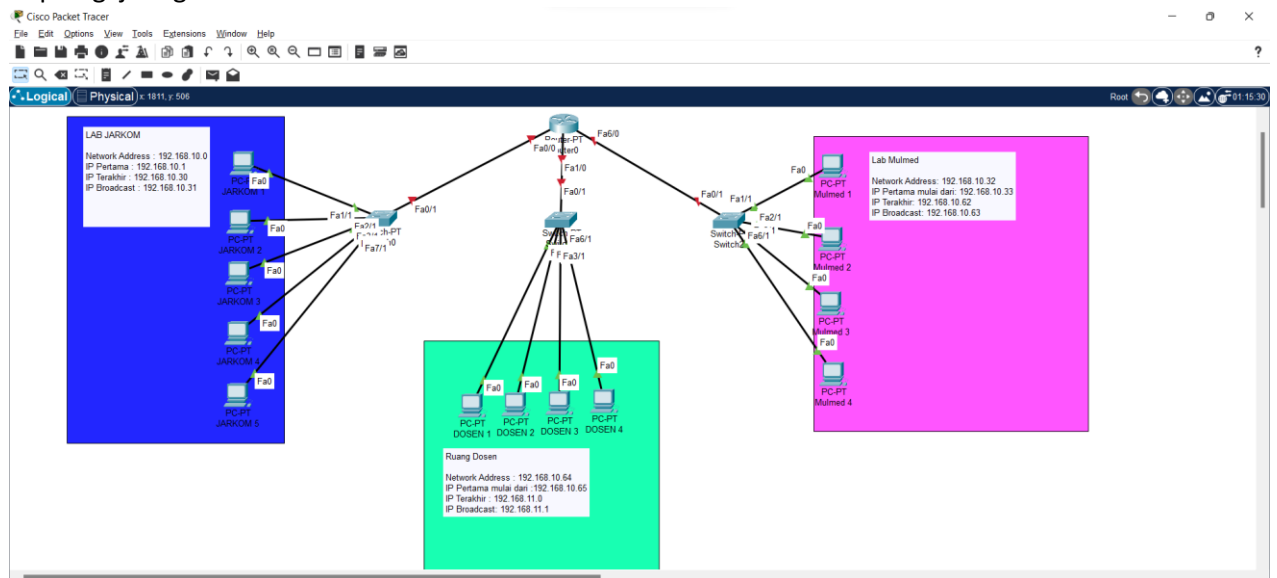 Cisco Packet Tracer
File Edit Options View Tools Extensions Window Help
?
Logical Physical x: 1811, y: 506
Root 01:15:30
LAB JARKOM
Network Address : 192.168.10.0
IP Pertama : 192.168.10.1
IP Terakhir : 192.168.10.30
IP Broadcast : 192.168.10.31
Fa6/0
Fa0/0
Fa1/0
Fa0/1
Fa0/1
Fa0/1
Lab Mulmed
Network Address: 192.168.10.32
IP Pertama mulai dari: 192.168.10.33
IP Terakhir: 192.168.10.62
IP Broadcast: 192.168.10.63
Fa0
JARKOM 1
Fa0
PC-PT
JARKOM 2
Fa0
PC-PT
JARKOM 3
Fa0
PC-PT
JARKOM 4
Fa0
PC-PT
JARKOM 5
Fa1/1
Fa2/1
Fa7/1
Fa6/1
Fa3/1
Fa1/1
Fa2/1
Fa6/1
Switch2
Fa0
PC-PT
Mulmed 1
Fa0
PC-PT
Mulmed 2
Fa0
PC-PT
Mulmed 3
Fa0
PC-PT
Mulmed 4
Fa0 Fa0 Fa0 Fa0
PC-PT PC-PT PC-PT PC-PT
DOSEN 1 DOSEN 2 DOSEN 3 DOSEN 4
Ruang Dosen
Network Address : 192.168.10.64
IP Pertama mulai dari :192.168.10.65
IP Terakhir : 192.168.11.0
IP Broadcast: 192.168.11.1